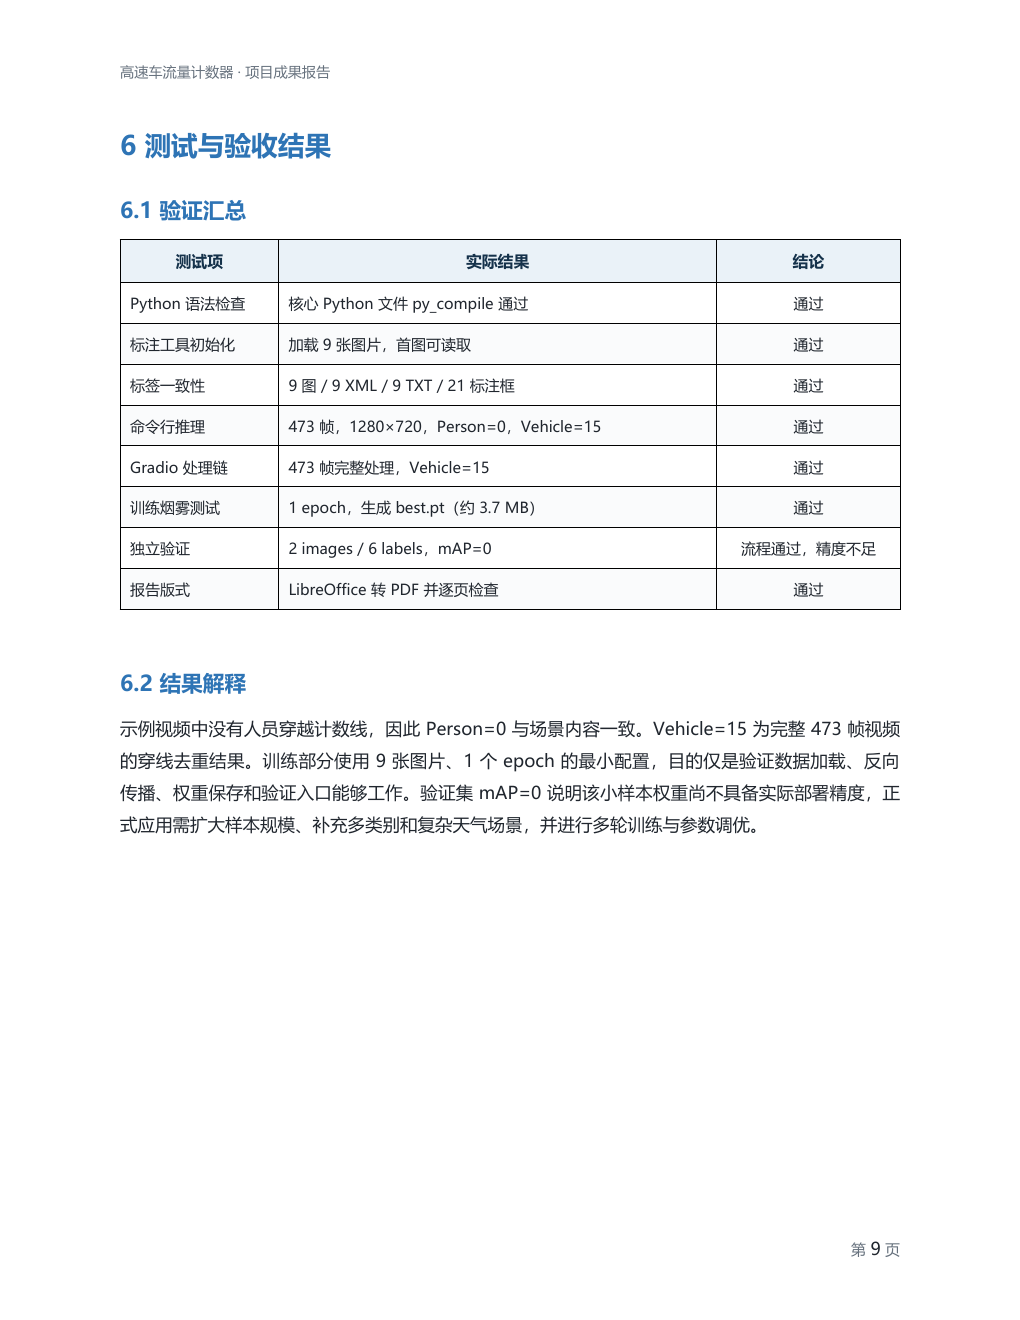 高速车流量计数器 · 项目成果报告
6 测试与验收结果
6.1 验证汇总
测试项 实际结果 结论
Python 语法检查 核心 Python 文件 py_compile 通过 通过
标注工具初始化 加载 9 张图片，首图可读取 通过
标签一致性 9 图 / 9 XML / 9 TXT / 21 标注框 通过
命令行推理 473 帧，1280×720，Person=0，Vehicle=15 通过
Gradio 处理链 473 帧完整处理，Vehicle=15 通过
训练烟雾测试 1 epoch，生成 best.pt（约 3.7 MB） 通过
独立验证 2 images / 6 labels，mAP=0 流程通过，精度不足
报告版式 LibreOffice 转 PDF 并逐页检查 通过
6.2 结果解释
示例视频中没有人员穿越计数线，因此 Person=0 与场景内容一致。Vehicle=15 为完整 473 帧视频
的穿线去重结果。训练部分使用 9 张图片、1 个 epoch 的最小配置，目的仅是验证数据加载、反向
传播、权重保存和验证入口能够工作。验证集 mAP=0 说明该小样本权重尚不具备实际部署精度，正
式应用需扩大样本规模、补充多类别和复杂天气场景，并进行多轮训练与参数调优。
第 9 页